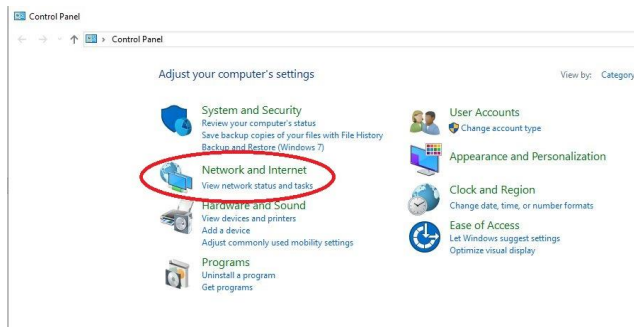 Control Panel
Control Panel
Adjust your computer's settings
View by: Category
System and Security
Review your computer's status
Save backup copies of your files with File History
Backup and Restore (Windows 7)
Network and Internet
View network status and tasks
Hardware and Sound
View devices and printers
Add a device
Adjust commonly used mobility settings
Programs
Uninstall a program
Get programs
User Accounts
Change account type
Appearance and Personalization
Clock and Region
Change date, time, or number formats
Ease of Access
Let Windows suggest settings
Optimize visual display